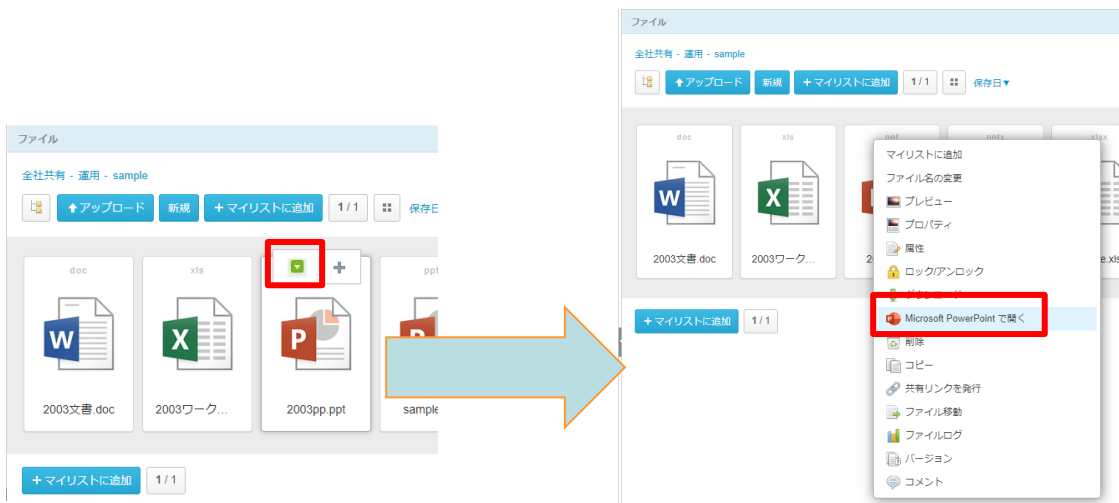 ファイル
全社共有 - 運用 - sample
アップロード 新規 +マイリストに追加 1/1
doc xls
W X P
2003文書.doc 2003ワーク... 2003pp.ppt
+マイリストに追加 1/1
ファイル
全社共有 - 運用 - sample
アップロード 新規 +マイリストに追加 1/1 保存日▼
doc xls
W X
2003文書.doc 2003ワーク...
+マイリストに追加 1/1
マイリストに追加
ファイル名の変更
プレビュー
プロパティ
属性
ロック/アンロック
Microsoft PowerPoint で開く
削除
コピー
共有リンクを発行
ファイル移動
ファイルログ
バージョン
コメント